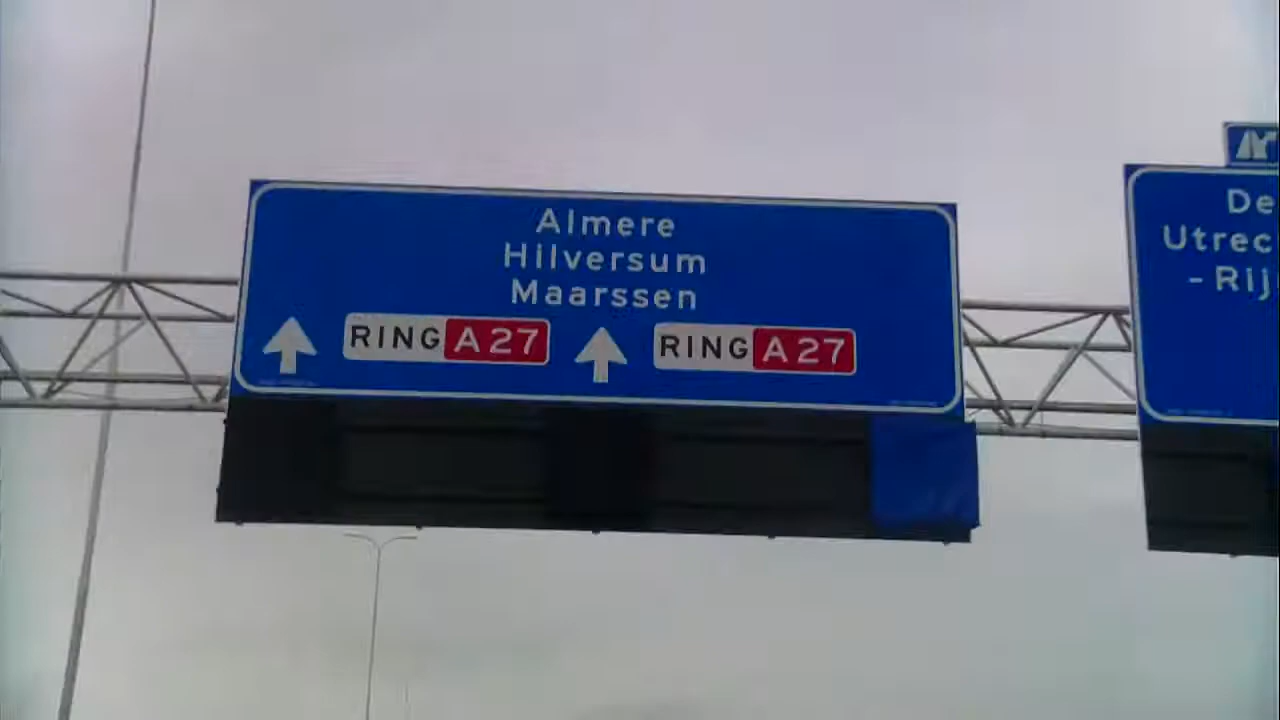 Almere
Hilversum
Maarssen
RING A27 RING A27
De
Utrec
-Rij